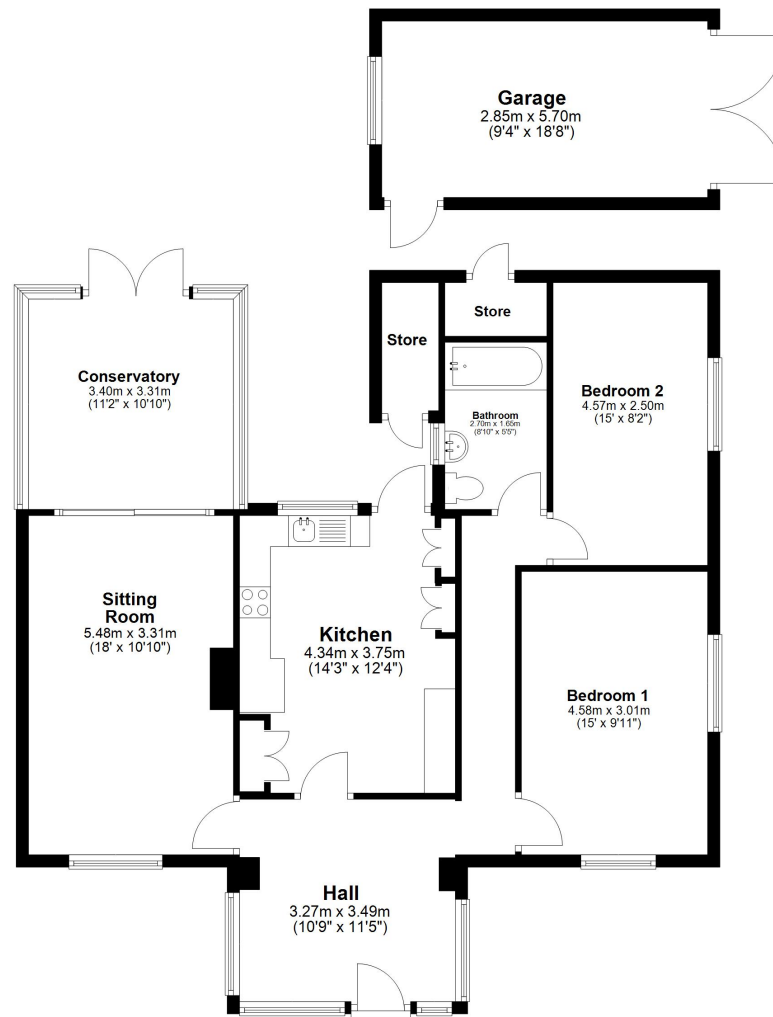 Garage
2.85m x 5.70m
(9'4" x 18'8")
Store
Store
Conservatory
3.40m x 3.31m
(11'2" x 10'10")
Bathroom
2.70m x 1.65m
(8'10" x 5'5")
Bedroom 2
4.57m x 2.50m
(15' x 8'2")
Sitting
Room
5.48m x 3.31m
(18' x 10'10")
Kitchen
4.34m x 3.75m
(14'3" x 12'4")
Bedroom 1
4.58m x 3.01m
(15' x 9'11")
Hall
3.27m x 3.49m
(10'9" x 11'5")